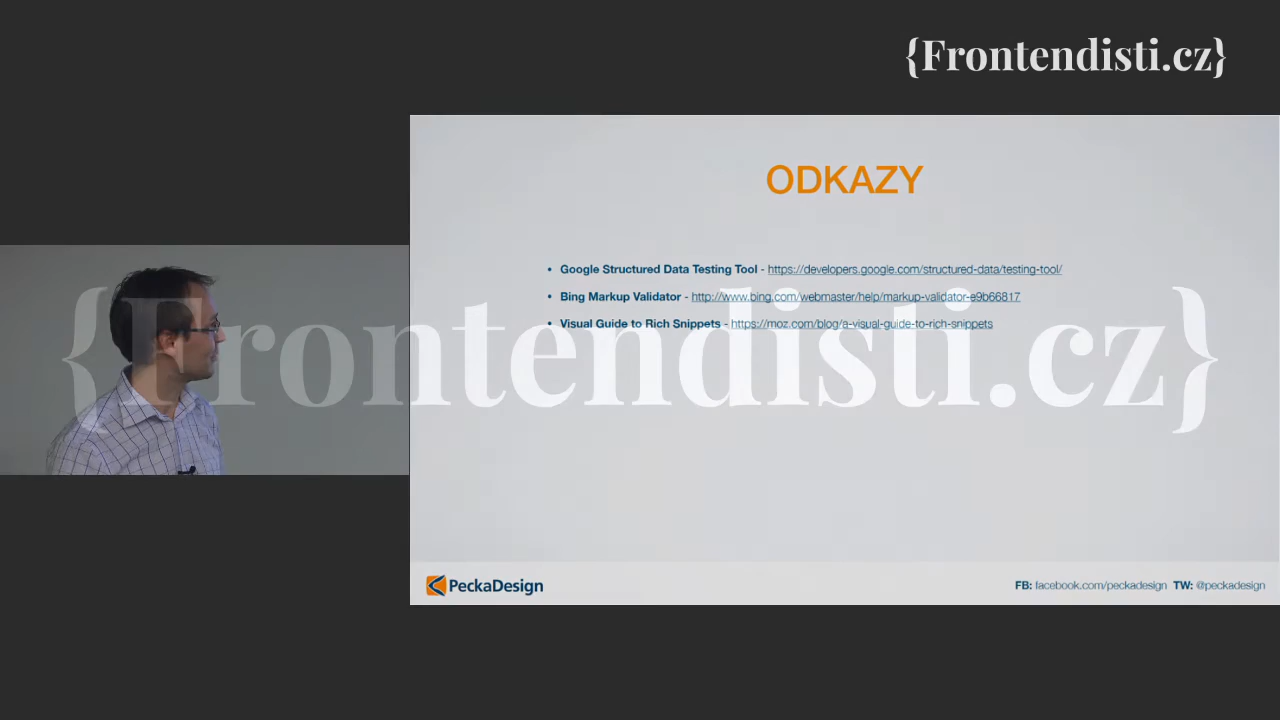 {Frontendisti.cz}
ODKAZY
• Google Structured Data Testing Tool - https://developers.google.com/structured-data/testing-tool/
• Bing Markup Validator - http://www.bing.com/webmaster/help/markup-validator-e9b66817
• Visual Guide to Rich Snippets - https://moz.com/blog/a-visual-guide-to-rich-snippets
{Frontendisti.cz}
PeckaDesign
FB: facebook.com/peckadesign TW: @peckadesign